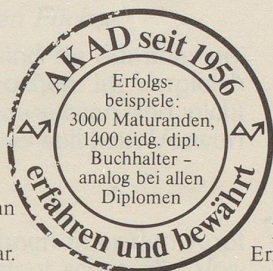 AKAD seit 1956
Erfolgs-
beispiele:
3000 Maturanden,
1400 eidg. dipl.
Buchhalter –
analog bei allen
Diplomen
erfahren und bewährt